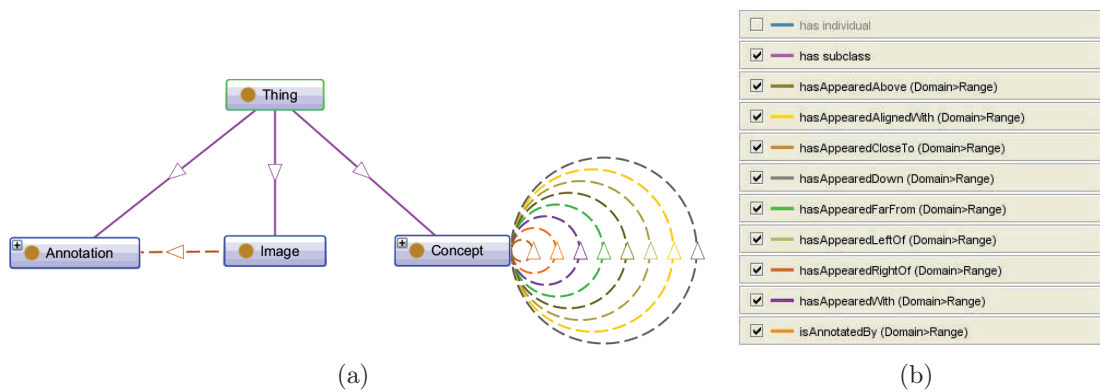 Thing
Annotation
Image
Concept
(a)
has individual
has subclass
hasAppearedAbove (Domain>Range)
hasAppearedAlignedWith (Domain>Range)
hasAppearedCloseTo (Domain>Range)
hasAppearedDown (Domain>Range)
hasAppearedFarFrom (Domain>Range)
hasAppearedLeftOf (Domain>Range)
hasAppearedRightOf (Domain>Range)
hasAppearedWith (Domain>Range)
isAnnotatedBy (Domain>Range)
(b)